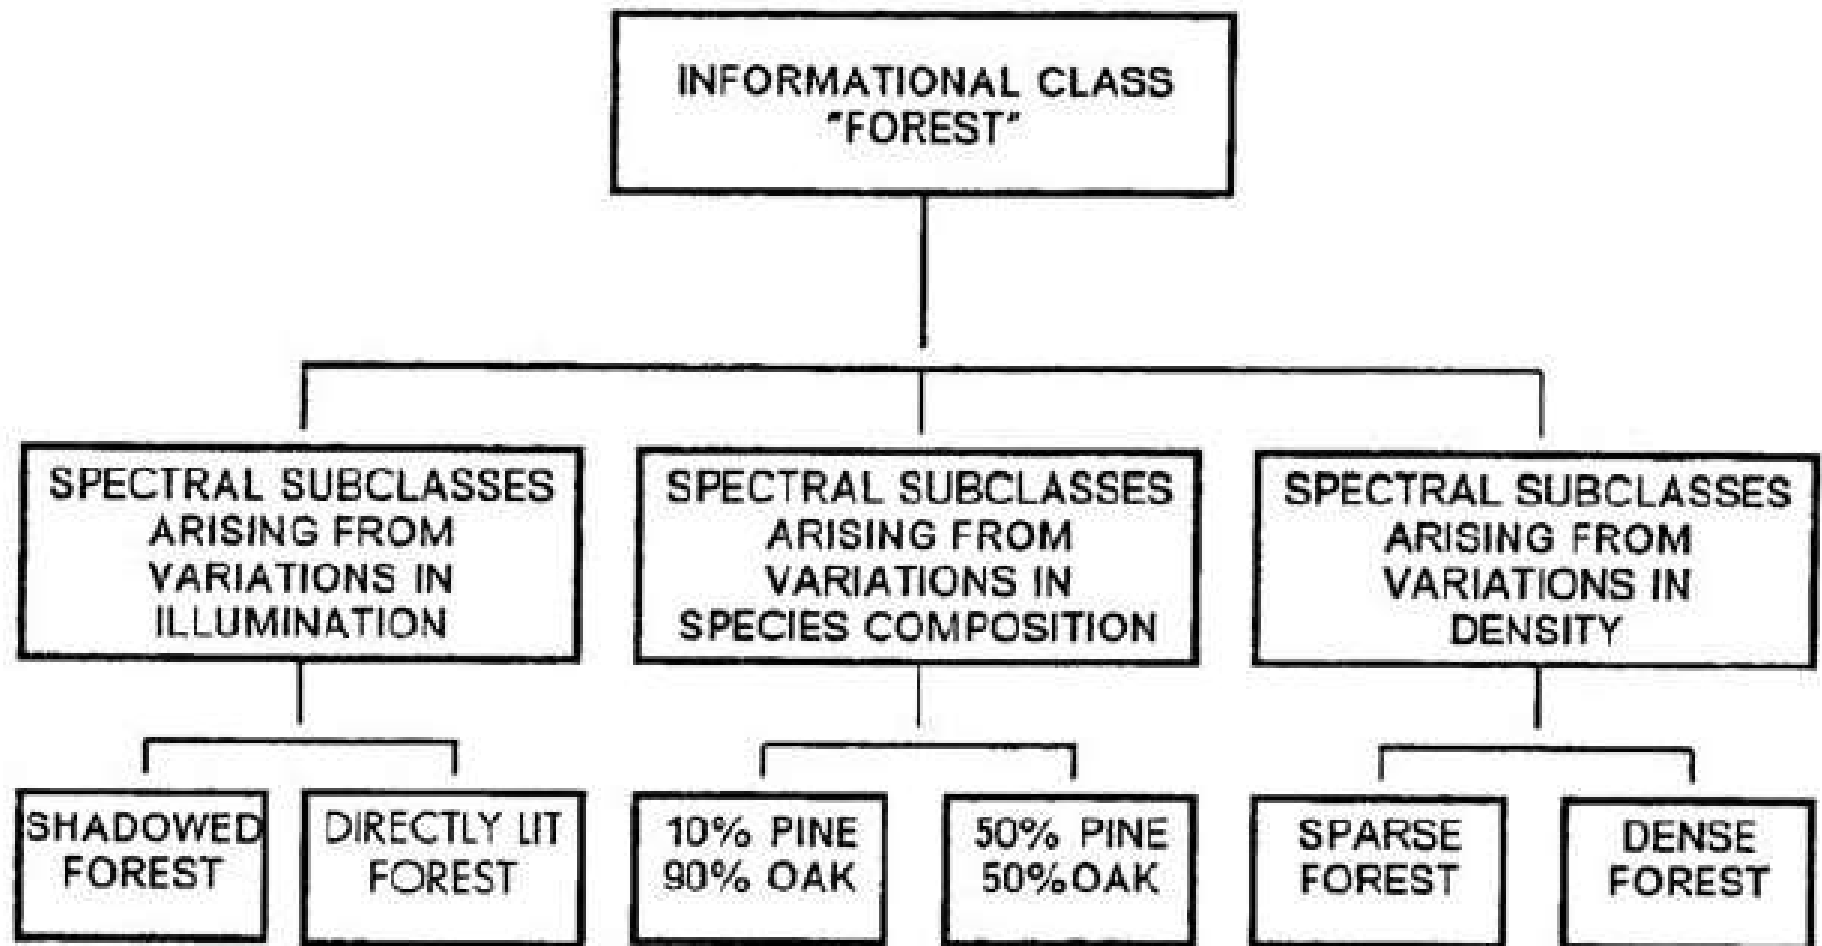 INFORMATIONAL CLASS
"FOREST"
SPECTRAL SUBCLASSES
ARISING FROM
VARIATIONS IN
ILLUMINATION
SPECTRAL SUBCLASSES
ARISING FROM
VARIATIONS IN
SPECIES COMPOSITION
SPECTRAL SUBCLASSES
ARISING FROM
VARIATIONS IN
DENSITY
SHADOWED
FOREST
DIRECTLY LIT
FOREST
10% PINE
90% OAK
50% PINE
50%OAK
SPARSE
FOREST
DENSE
FOREST